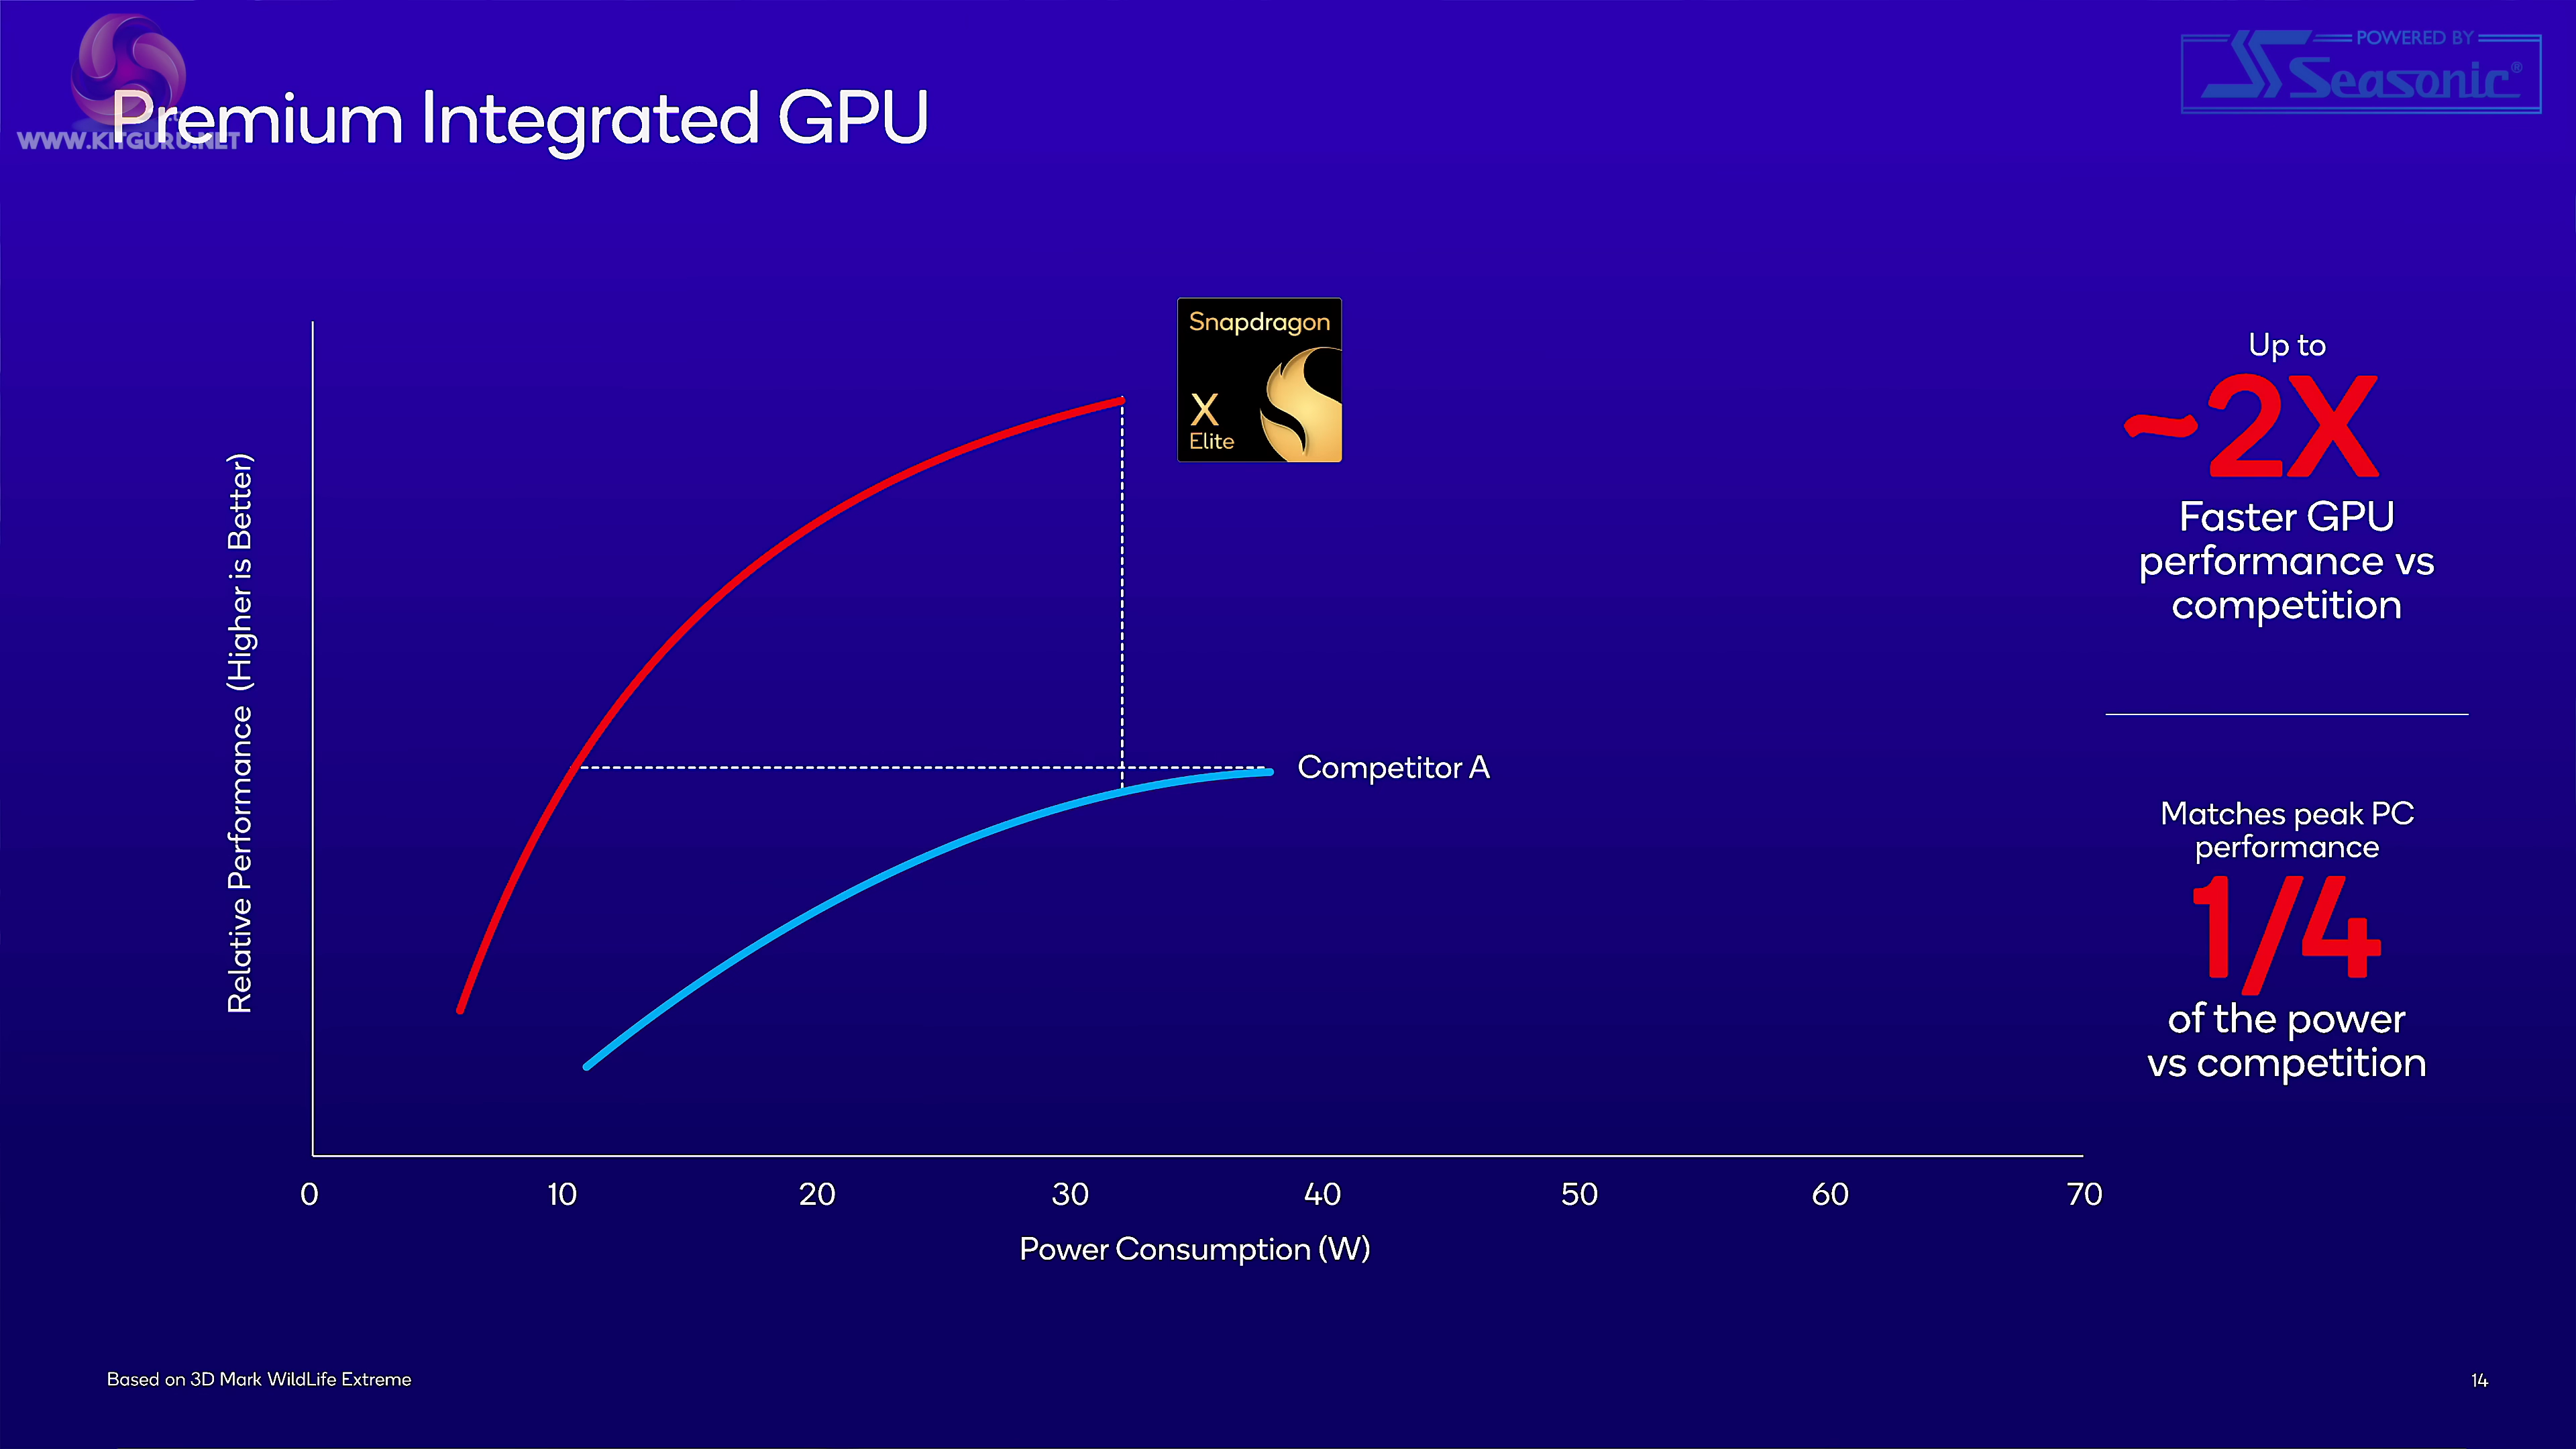 Premium Integrated GPU
WWW.KITGURU.NET
POWERED BY
Seasonic®
Snapdragon
X
Elite
Competitor A
Relative Performance (Higher is Better)
0 10 20 30 40 50 60 70
Power Consumption (W)
Up to
~2X
Faster GPU
performance vs
competition
Matches peak PC
performance
1/4
of the power
vs competition
Based on 3D Mark WildLife Extreme
14